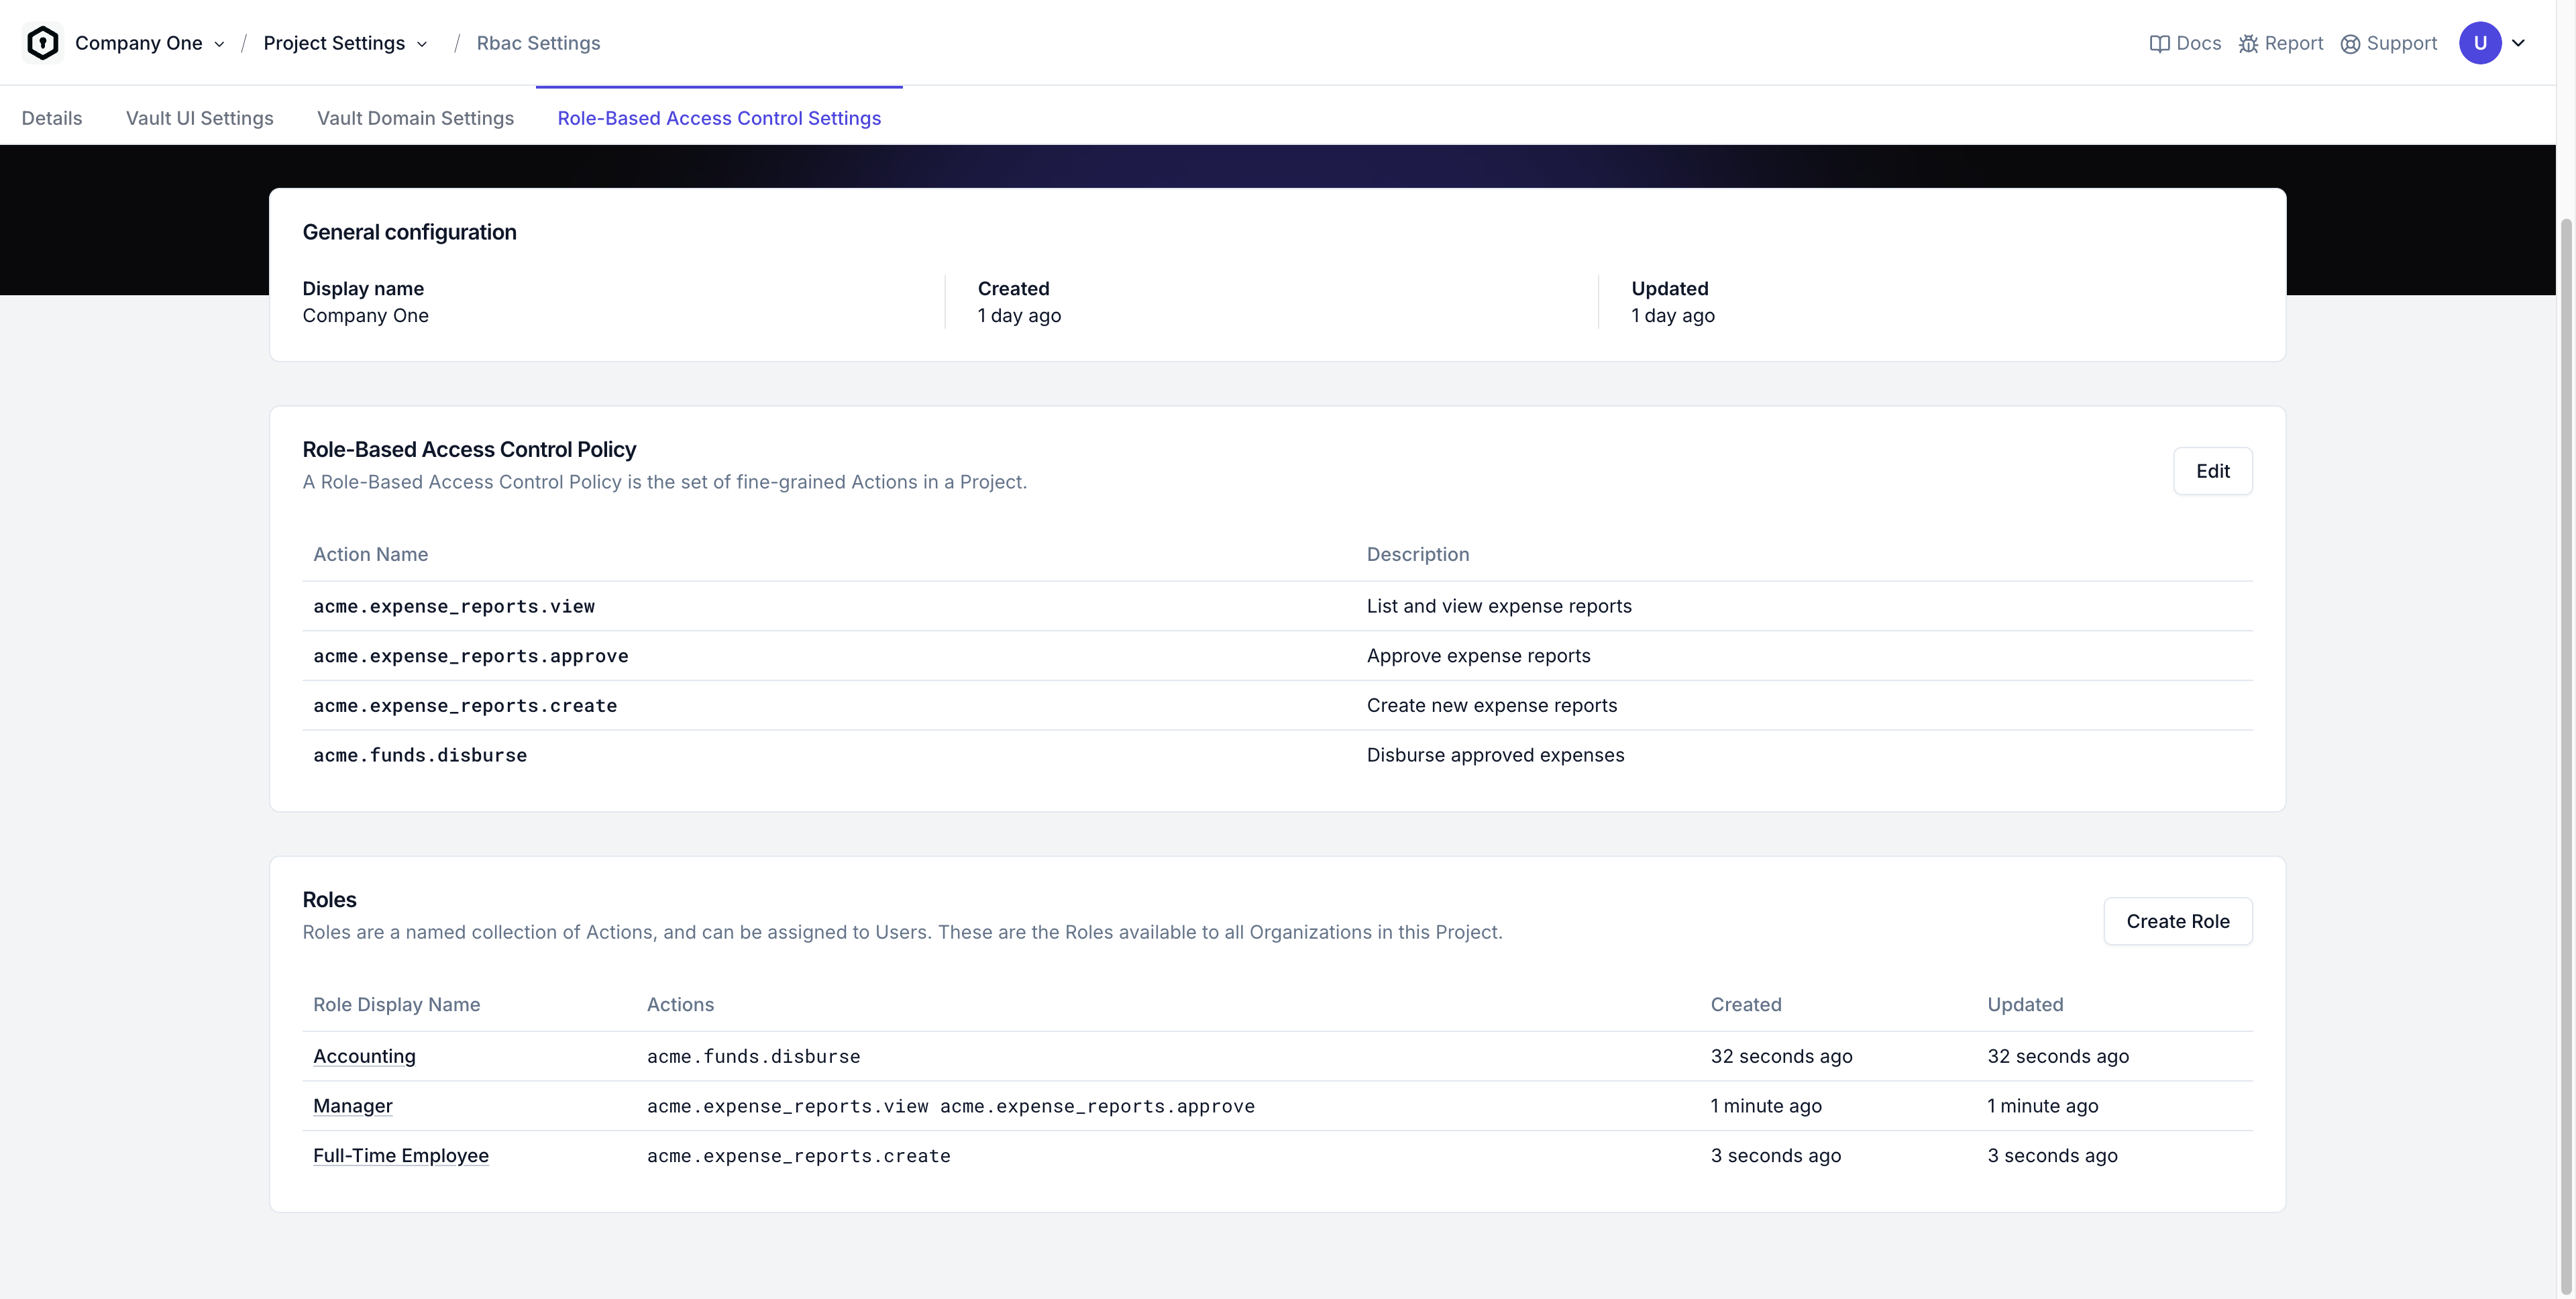 Company One / Project Settings / Rbac Settings Docs Report Support U
Details Vault UI Settings Vault Domain Settings Role-Based Access Control Settings
General configuration
Display name Created Updated
Company One 1 day ago 1 day ago
Role-Based Access Control Policy
A Role-Based Access Control Policy is the set of fine-grained Actions in a Project.
Edit
Action Name Description
acme.expense_reports.view List and view expense reports
acme.expense_reports.approve Approve expense reports
acme.expense_reports.create Create new expense reports
acme.funds.disburse Disburse approved expenses
Roles
Roles are a named collection of Actions, and can be assigned to Users. These are the Roles available to all Organizations in this Project.
Create Role
Role Display Name Actions Created Updated
Accounting acme.funds.disburse 32 seconds ago 32 seconds ago
Manager acme.expense_reports.view acme.expense_reports.approve 1 minute ago 1 minute ago
Full-Time Employee acme.expense_reports.create 3 seconds ago 3 seconds ago